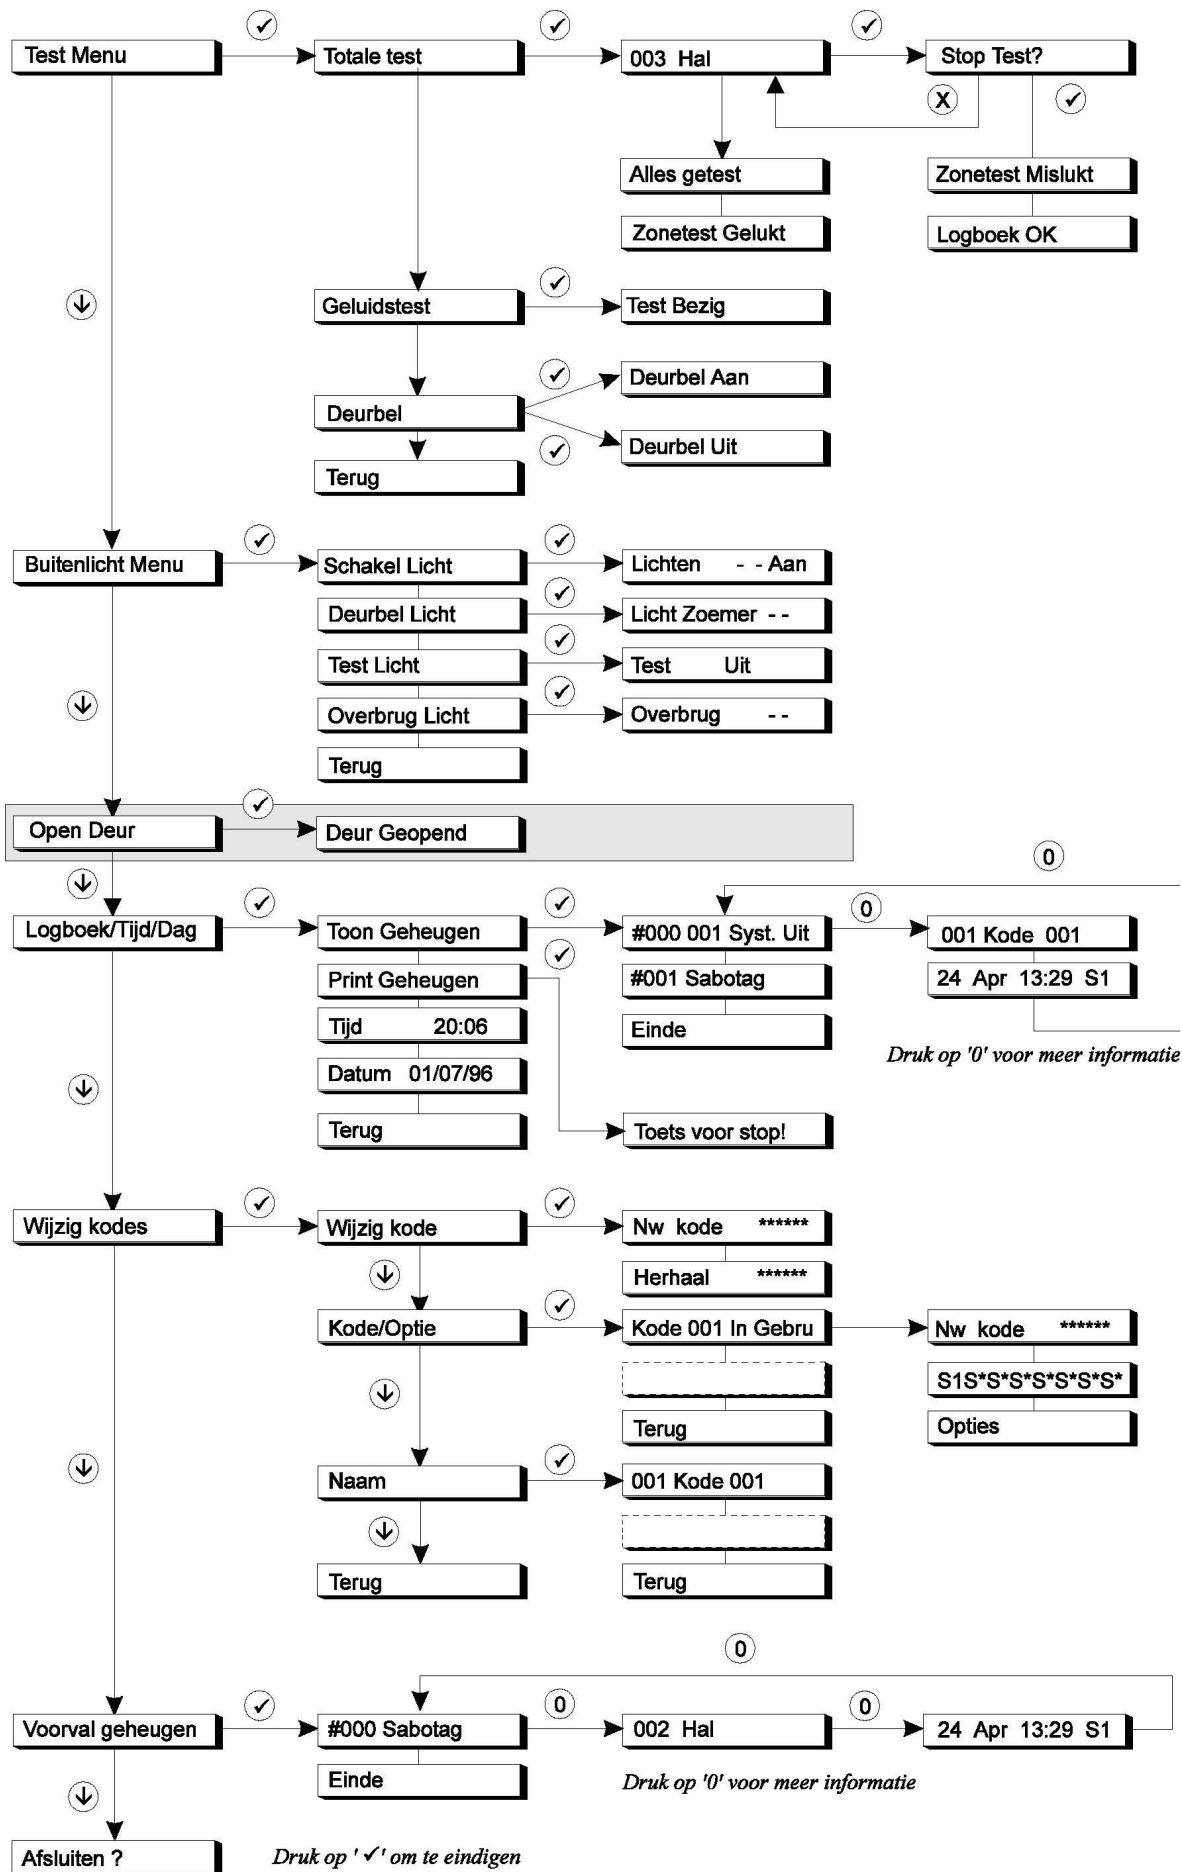 Test Menu
Totale test
003 Hal
Stop Test?
X
Alles getest
Zonetest Mislukt
Zonetest Gelukt
Logboek OK
Geluidstest
Test Bezig
Deurbel
Deurbel Aan
Deurbel Uit
Terug
Buitenlicht Menu
Schakel Licht
Lichten - - Aan
Deurbel Licht
Licht Zoemer - -
Test Licht
Test Uit
Overbrug Licht
Overbrug - -
Terug
Open Deur
Deur Geopend
0
0
Logboek/Tijd/Dag
Toon Geheugen
#000 001 Syst. Uit
001 Kode 001
Print Geheugen
#001 Sabotag
24 Apr 13:29 S1
Tijd 20:06
Einde
Druk op '0' voor meer informatie
Datum 01/07/96
Terug
Toets voor stop!
Wijzig kodes
Wijzig kode
Nw kode ******
Herhaal ******
Kode/Optie
Kode 001 In Gebru
Nw kode ******
S1S*S*S*S*S*S*S*
Terug
Opties
Naam
001 Kode 001
Terug
Terug
0
0
0
Voorval geheugen
#000 Sabotag
002 Hal
24 Apr 13:29 S1
Einde
Druk op '0' voor meer informatie
Afsluiten ?
Druk op '✓' om te eindigen